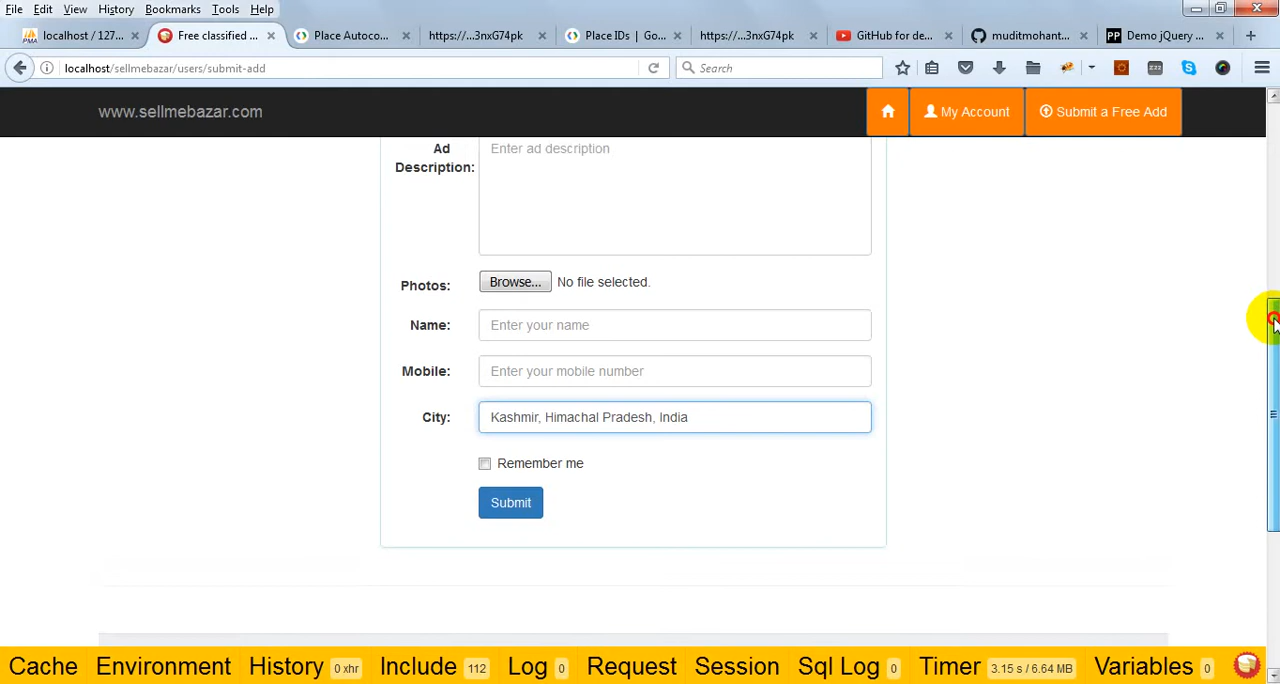 File Edit View History Bookmarks Tools Help
localhost / 127... Free classified ... Place Autoco... https://...3nxG74pk Place IDs | Go... https://...3nxG74pk GitHub for de... muditmohant... PP Demo jQuery ...
localhost/sellmebazar/users/submit-add Search
www.sellmebazar.com My Account Submit a Free Add
Ad Description:
Enter ad description
Photos: Browse... No file selected.
Name: Enter your name
Mobile: Enter your mobile number
City: Kashmir, Himachal Pradesh, India
Remember me
Submit
Cache Environment History 0 xhr Include 112 Log 0 Request Session Sql Log 0 Timer 3.15 s / 6.64 MB Variables 0